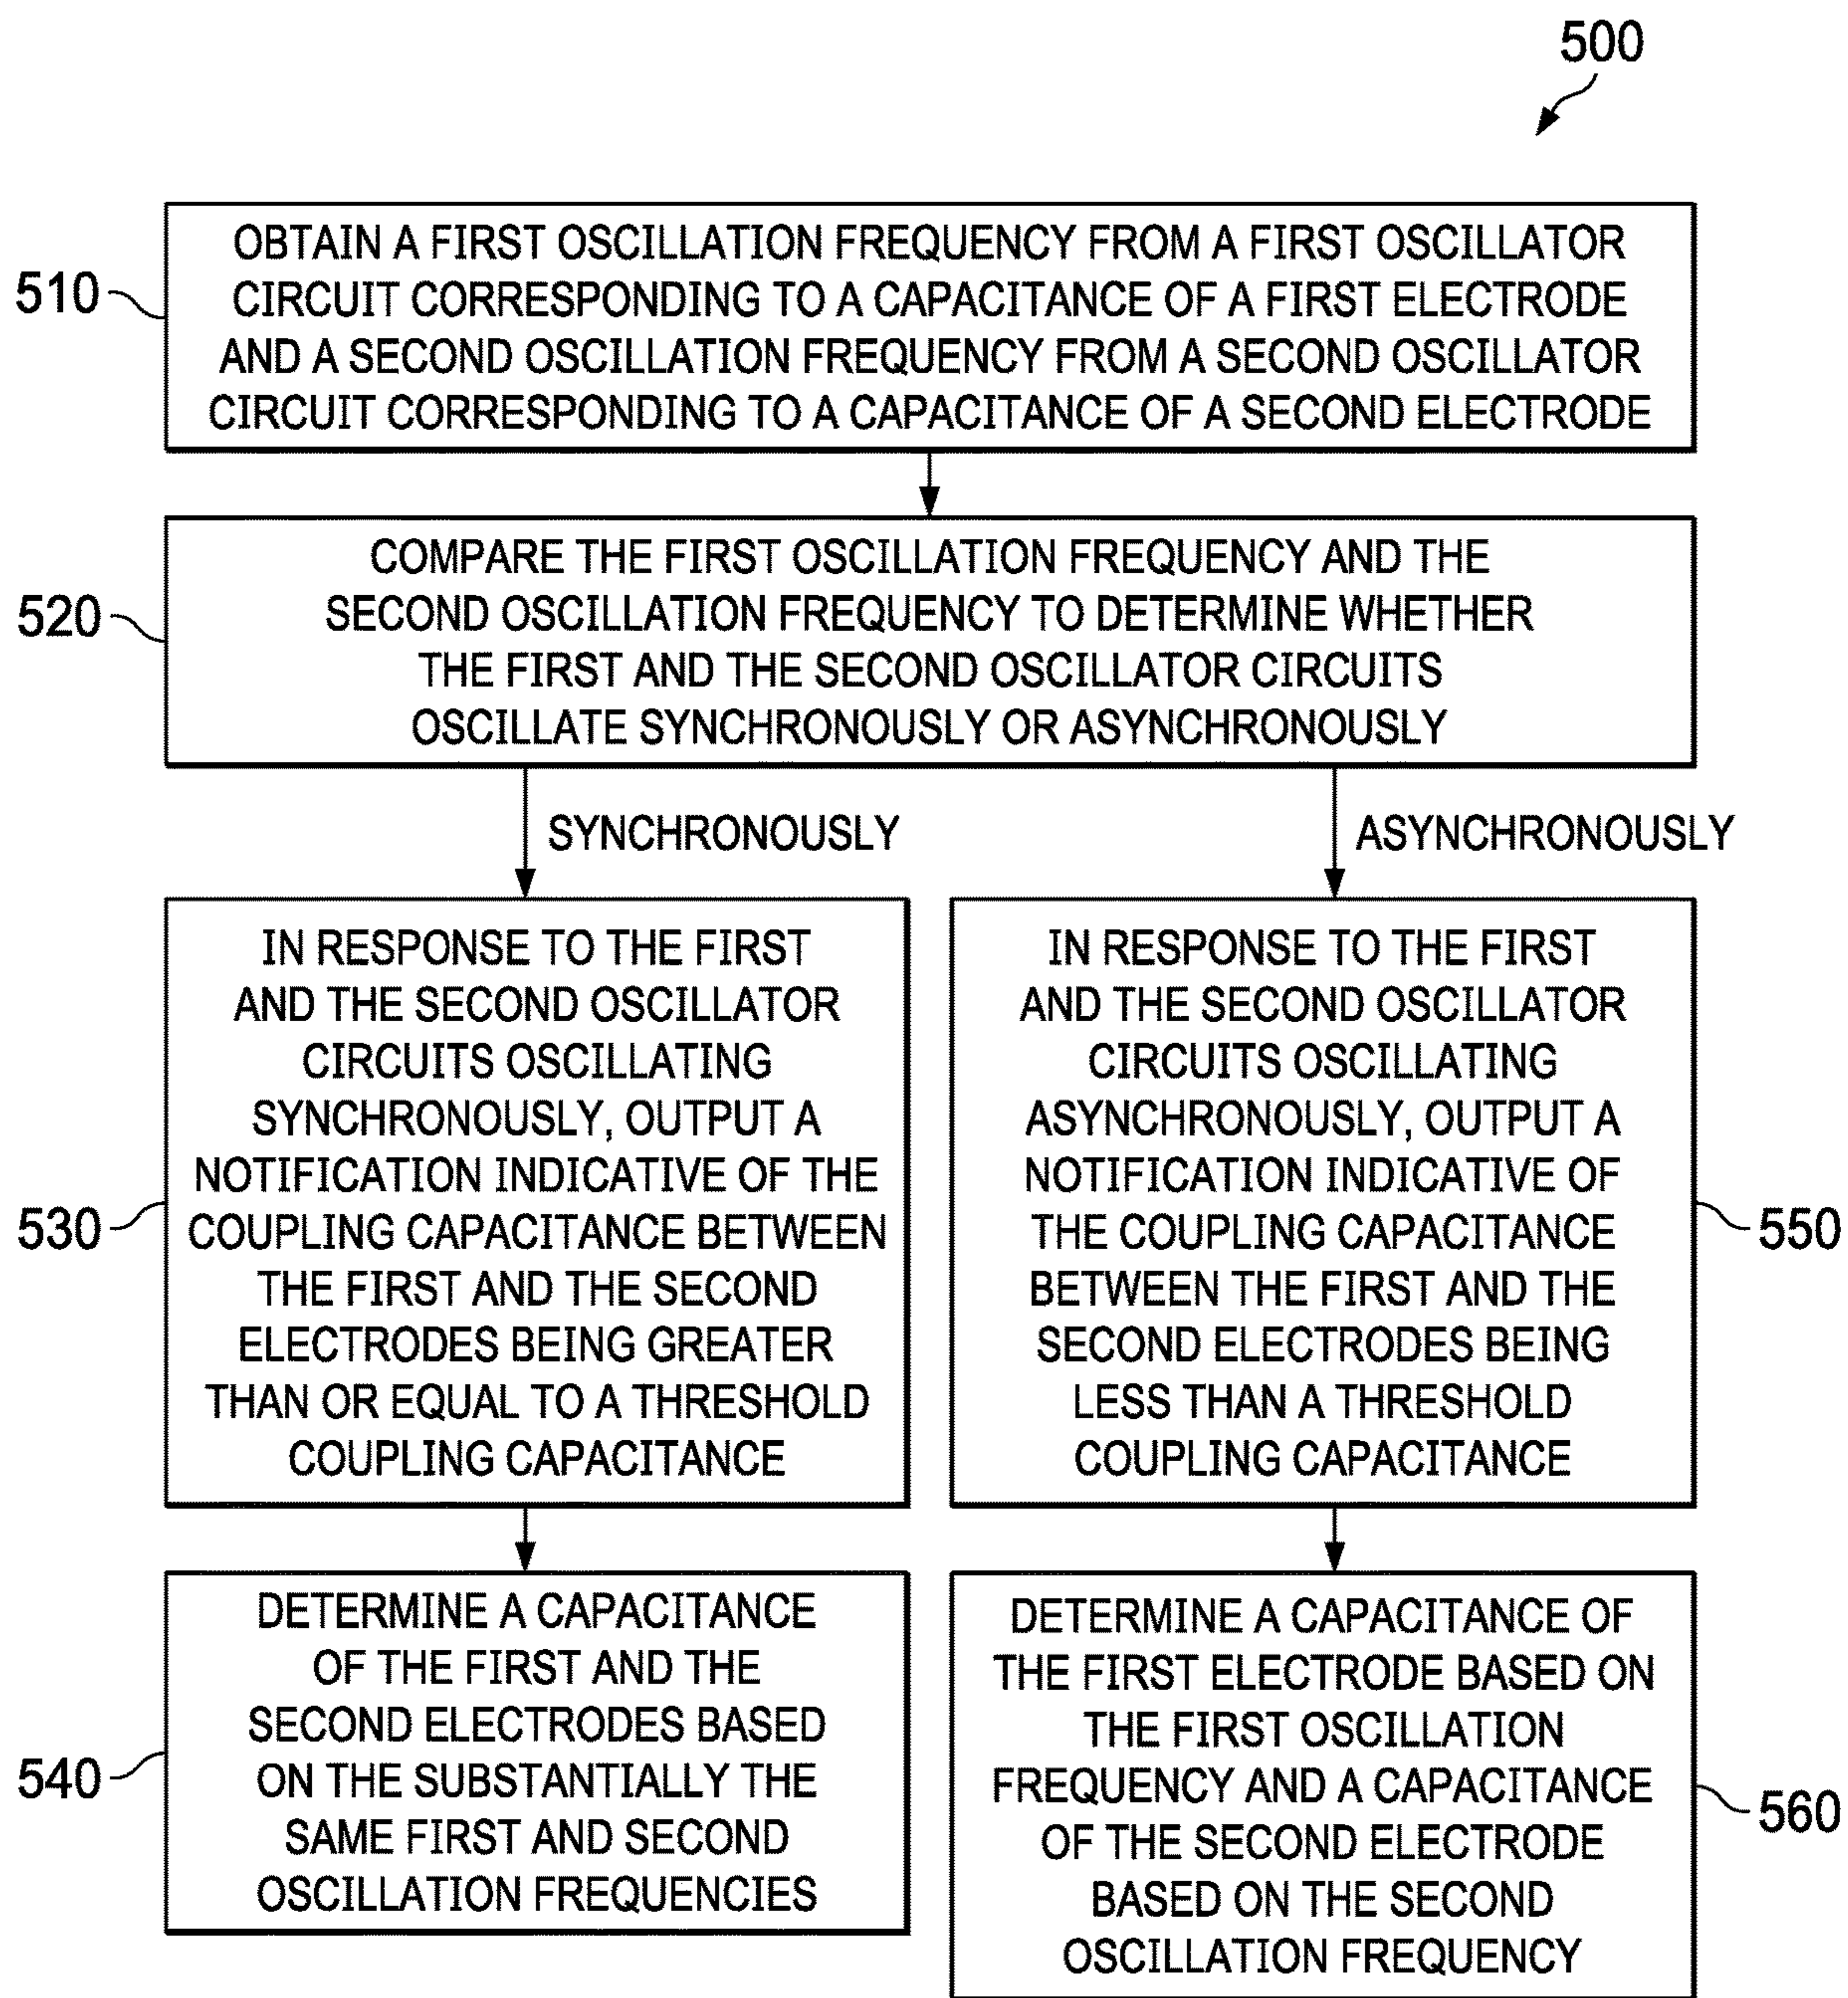 500
510
OBTAIN A FIRST OSCILLATION FREQUENCY FROM A FIRST OSCILLATOR
CIRCUIT CORRESPONDING TO A CAPACITANCE OF A FIRST ELECTRODE
AND A SECOND OSCILLATION FREQUENCY FROM A SECOND OSCILLATOR
CIRCUIT CORRESPONDING TO A CAPACITANCE OF A SECOND ELECTRODE
520
COMPARE THE FIRST OSCILLATION FREQUENCY AND THE
SECOND OSCILLATION FREQUENCY TO DETERMINE WHETHER
THE FIRST AND THE SECOND OSCILLATOR CIRCUITS
OSCILLATE SYNCHRONOUSLY OR ASYNCHRONOUSLY
SYNCHRONOUSLY
ASYNCHRONOUSLY
530
IN RESPONSE TO THE FIRST
AND THE SECOND OSCILLATOR
CIRCUITS OSCILLATING
SYNCHRONOUSLY, OUTPUT A
NOTIFICATION INDICATIVE OF THE
COUPLING CAPACITANCE BETWEEN
THE FIRST AND THE SECOND
ELECTRODES BEING GREATER
THAN OR EQUAL TO A THRESHOLD
COUPLING CAPACITANCE
IN RESPONSE TO THE FIRST
AND THE SECOND OSCILLATOR
CIRCUITS OSCILLATING
ASYNCHRONOUSLY, OUTPUT A
NOTIFICATION INDICATIVE OF
THE COUPLING CAPACITANCE
BETWEEN THE FIRST AND THE
SECOND ELECTRODES BEING
LESS THAN A THRESHOLD
COUPLING CAPACITANCE
550
540
DETERMINE A CAPACITANCE
OF THE FIRST AND THE
SECOND ELECTRODES BASED
ON THE SUBSTANTIALLY THE
SAME FIRST AND SECOND
OSCILLATION FREQUENCIES
DETERMINE A CAPACITANCE OF
THE FIRST ELECTRODE BASED ON
THE FIRST OSCILLATION
FREQUENCY AND A CAPACITANCE
OF THE SECOND ELECTRODE
BASED ON THE SECOND
OSCILLATION FREQUENCY
560